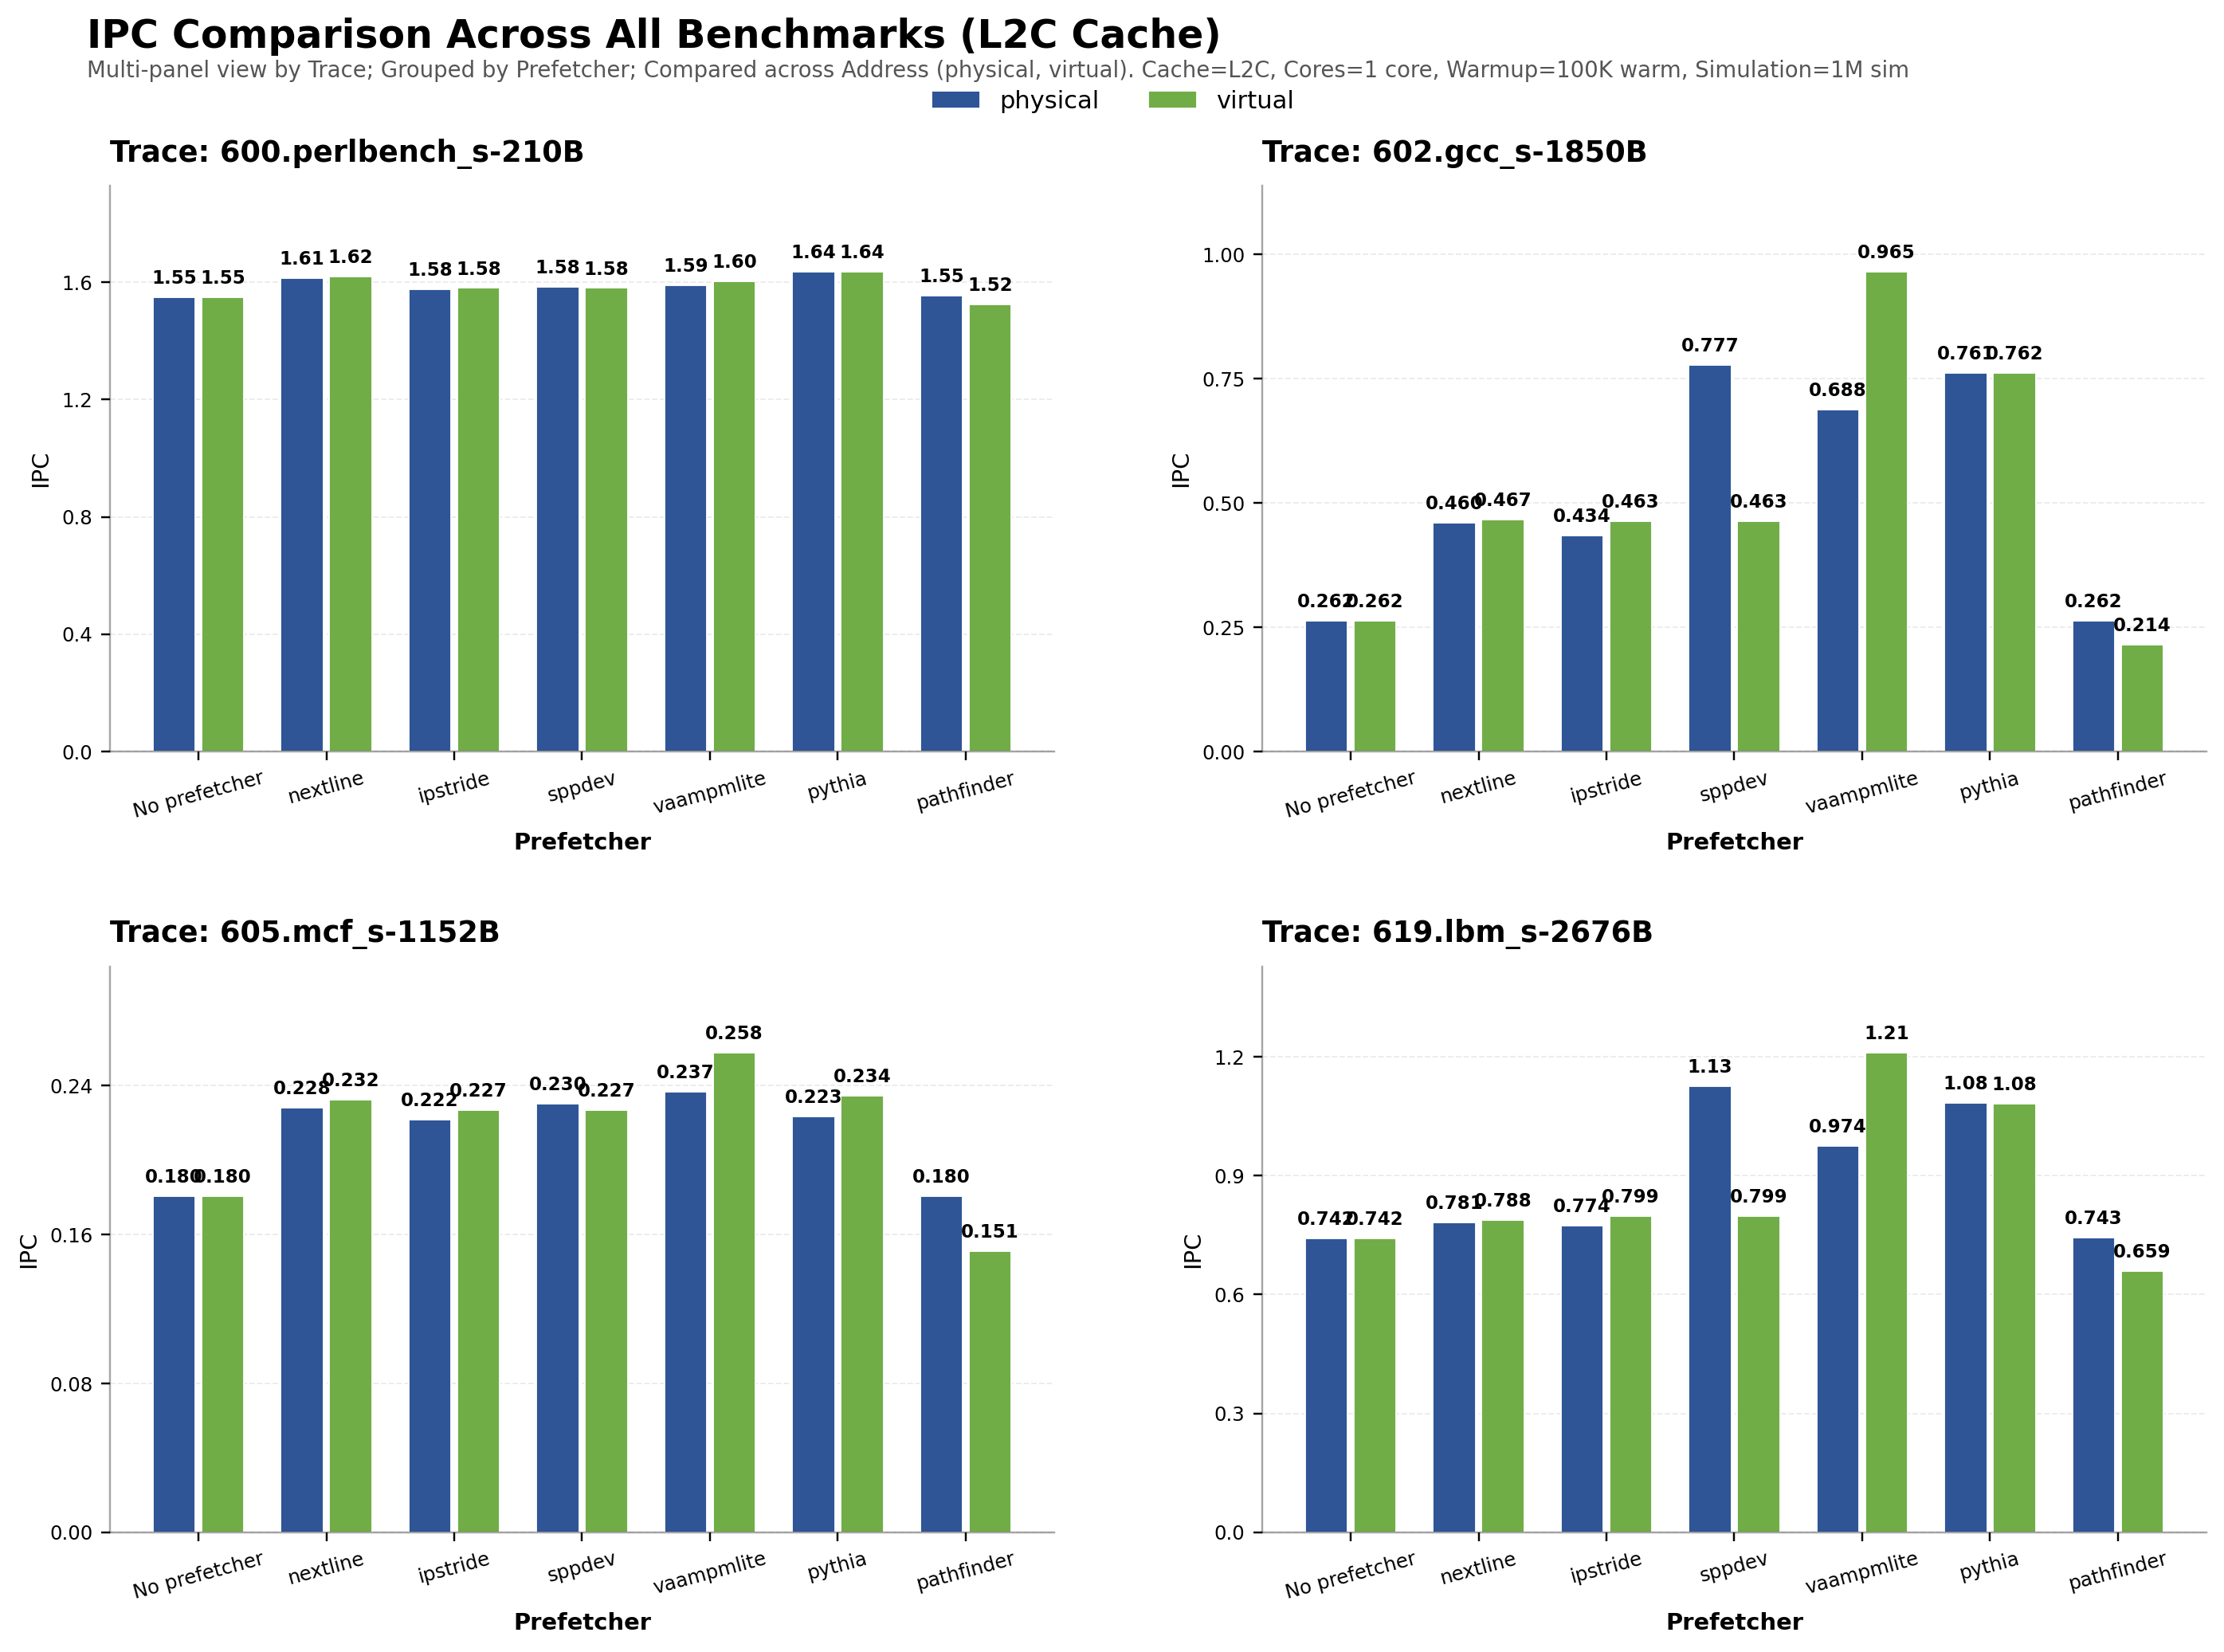 IPC Comparison Across All Benchmarks (L2C Cache)
Multi-panel view by Trace; Grouped by Prefetcher; Compared across Address (physical, virtual). Cache=L2C, Cores=1 core, Warmup=100K warm, Simulation=1M sim
physical virtual
Trace: 600.perlbench_s-210B
IPC
1.6
1.2
0.8
0.4
0.0
1.55 1.55 1.61 1.62 1.58 1.58 1.58 1.58 1.59 1.60 1.64 1.64 1.55 1.52
No prefetcher nextline ipstride sppdev vaampmlite pythia pathfinder
Prefetcher
Trace: 602.gcc_s-1850B
IPC
1.00
0.75
0.50
0.25
0.00
0.262 0.262 0.460 0.467 0.434 0.463 0.777 0.463 0.688 0.965 0.761 0.762 0.262 0.214
No prefetcher nextline ipstride sppdev vaampmlite pythia pathfinder
Prefetcher
Trace: 605.mcf_s-1152B
IPC
0.24
0.16
0.08
0.00
0.180 0.180 0.228 0.232 0.222 0.227 0.230 0.227 0.237 0.258 0.223 0.234 0.180 0.151
No prefetcher nextline ipstride sppdev vaampmlite pythia pathfinder
Prefetcher
Trace: 619.lbm_s-2676B
IPC
1.2
0.9
0.6
0.3
0.0
0.742 0.742 0.781 0.788 0.774 0.799 1.13 0.799 0.974 1.21 1.08 1.08 0.743 0.659
No prefetcher nextline ipstride sppdev vaampmlite pythia pathfinder
Prefetcher